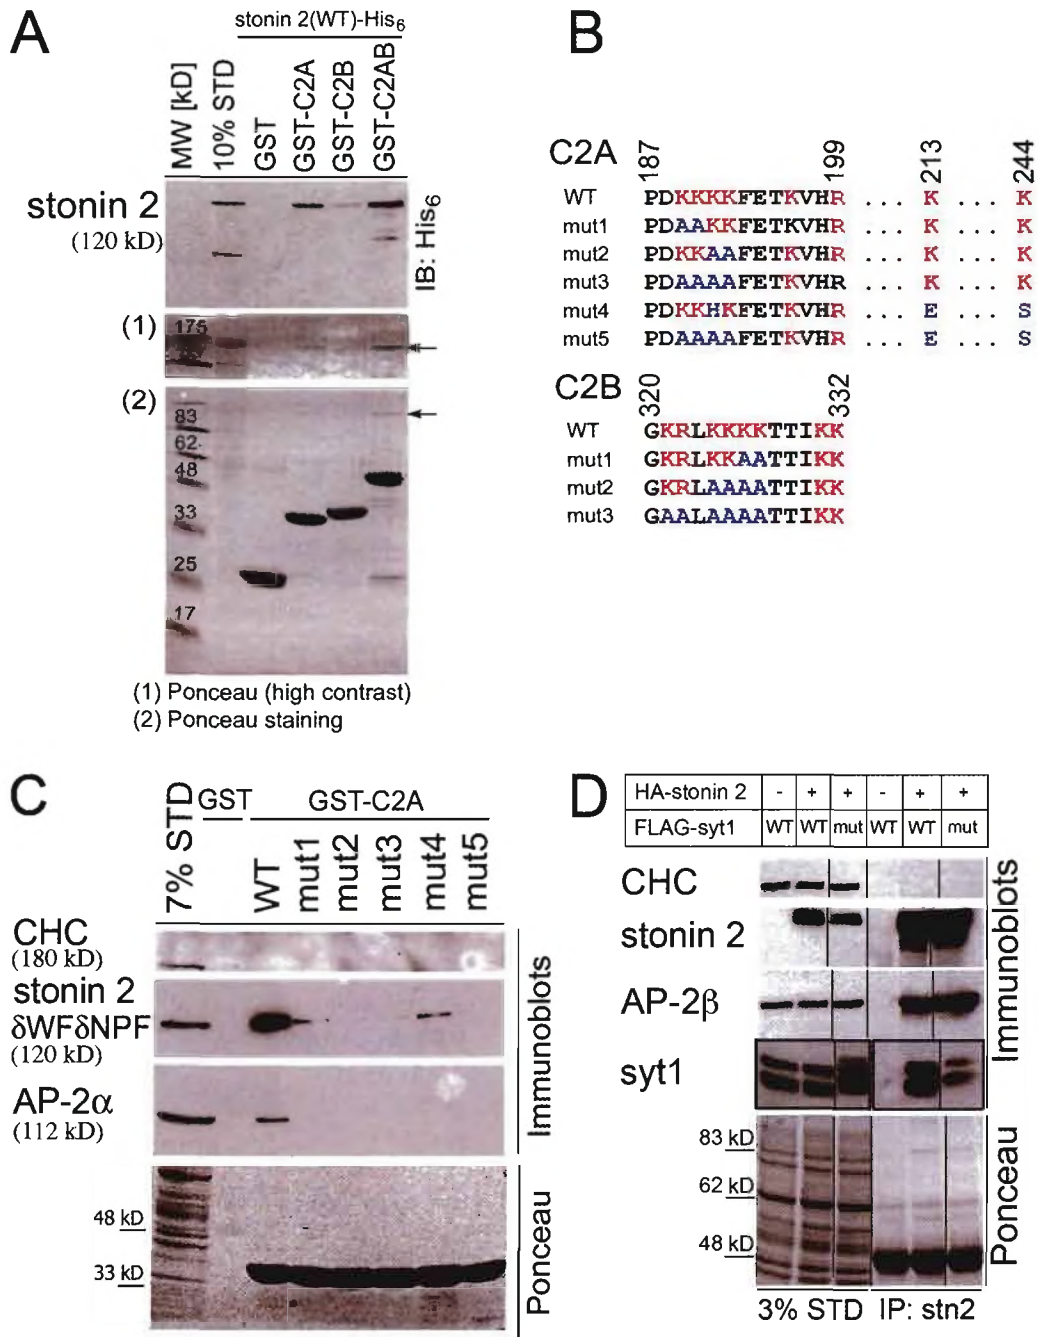 A
stonin 2(WT)-His6
MW [kD]
10% STD
GST
GST-C2A
GST-C2B
GST-C2AB
stonin 2
(120 kD)
IB: His6
(1)
175
(2)
83
62
48
33
25
17
(1) Ponceau (high contrast)
(2) Ponceau staining
B
C2A
187 199 213 244
WT PDKKKKFETKVHR ... K ... K
mut1 PDAAKKFETKVHR ... K ... K
mut2 PDKKAAFETKVHR ... K ... K
mut3 PDAAAAFETKVHR ... K ... K
mut4 PDKKHKFETKVHR ... E ... S
mut5 PDAAAAFETKVHR ... E ... S
C2B
320 332
WT GKRLKKKKTTIKK
mut1 GKRLKKAATTIKK
mut2 GKRLAAAATTIKK
mut3 GAALAAAATTIKK
C
7% STD
GST
GST-C2A
WT
mut1
mut2
mut3
mut4
mut5
CHC
(180 kD)
stonin 2
δWFδNPF
(120 kD)
AP-2α
(112 kD)
Immunoblots
48 kD
33 kD
Ponceau
D
HA-stonin 2 - + + - + +
FLAG-syt1 WT WT mut WT WT mut
CHC
stonin 2
AP-2β
syt1
Immunoblots
83 kD
62 kD
48 kD
Ponceau
3% STD IP: stn2